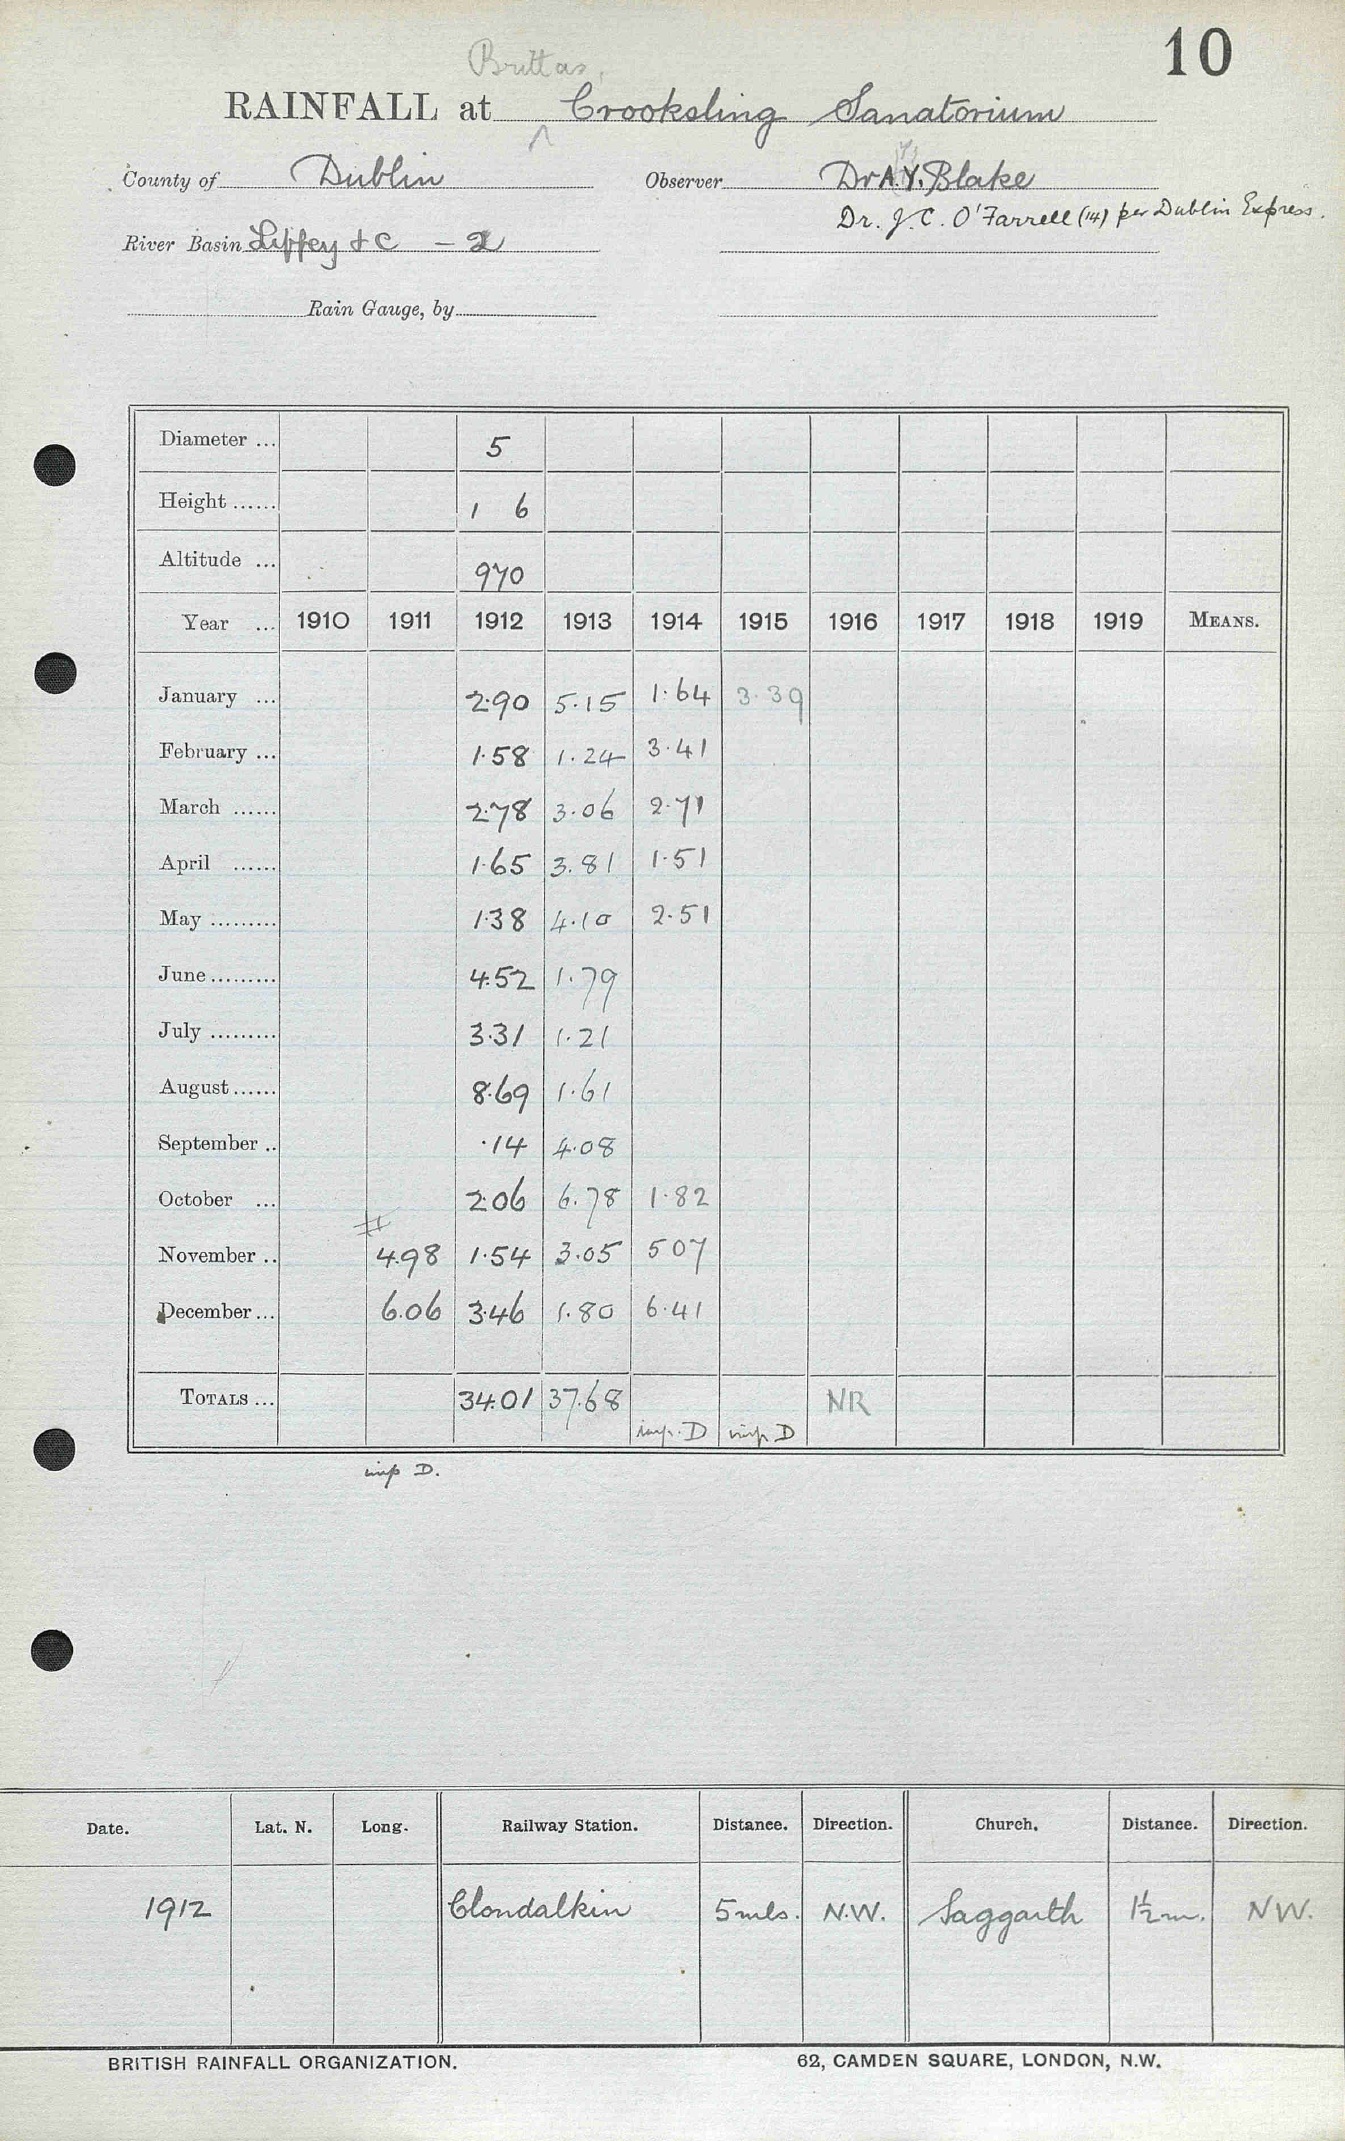 10
Brittas,
RAINFALL at Crooksling Sanatorium
County of Dublin Observer Dr A.Y. Blake
Dr. J. C. O'Farrell (14) per Dublin Express.
River Basin Liffey & C – 2
Rain Gauge, by
Diameter ... 5
Height ...... 1 6
Altitude ... 970
Year ... 1910 1911 1912 1913 1914 1915 1916 1917 1918 1919 MEANS.
January ... 2.90 5.15 1.64 3.39
February ... 1.58 1.24 3.41
March ...... 2.78 3.06 2.71
April ...... 1.65 3.81 1.51
May ......... 1.38 4.10 2.51
June ......... 4.52 1.79
July ......... 3.31 1.21
August ...... 8.69 1.61
September .. .14 4.08
October ... 2.06 6.78 1.82
November .. 4.98 1.54 3.05 5 07
December ... 6.06 3.46 1.80 6.41
TOTALS ... 34.01 37.68 NR
imp. D imp. D
imp D.
Date. Lat. N. Long. Railway Station. Distance. Direction. Church. Distance. Direction.
1912 Clondalkin 5 mls. N.W. Saggarth 1½ m. NW.
BRITISH RAINFALL ORGANIZATION. 62, CAMDEN SQUARE, LONDON, N.W.